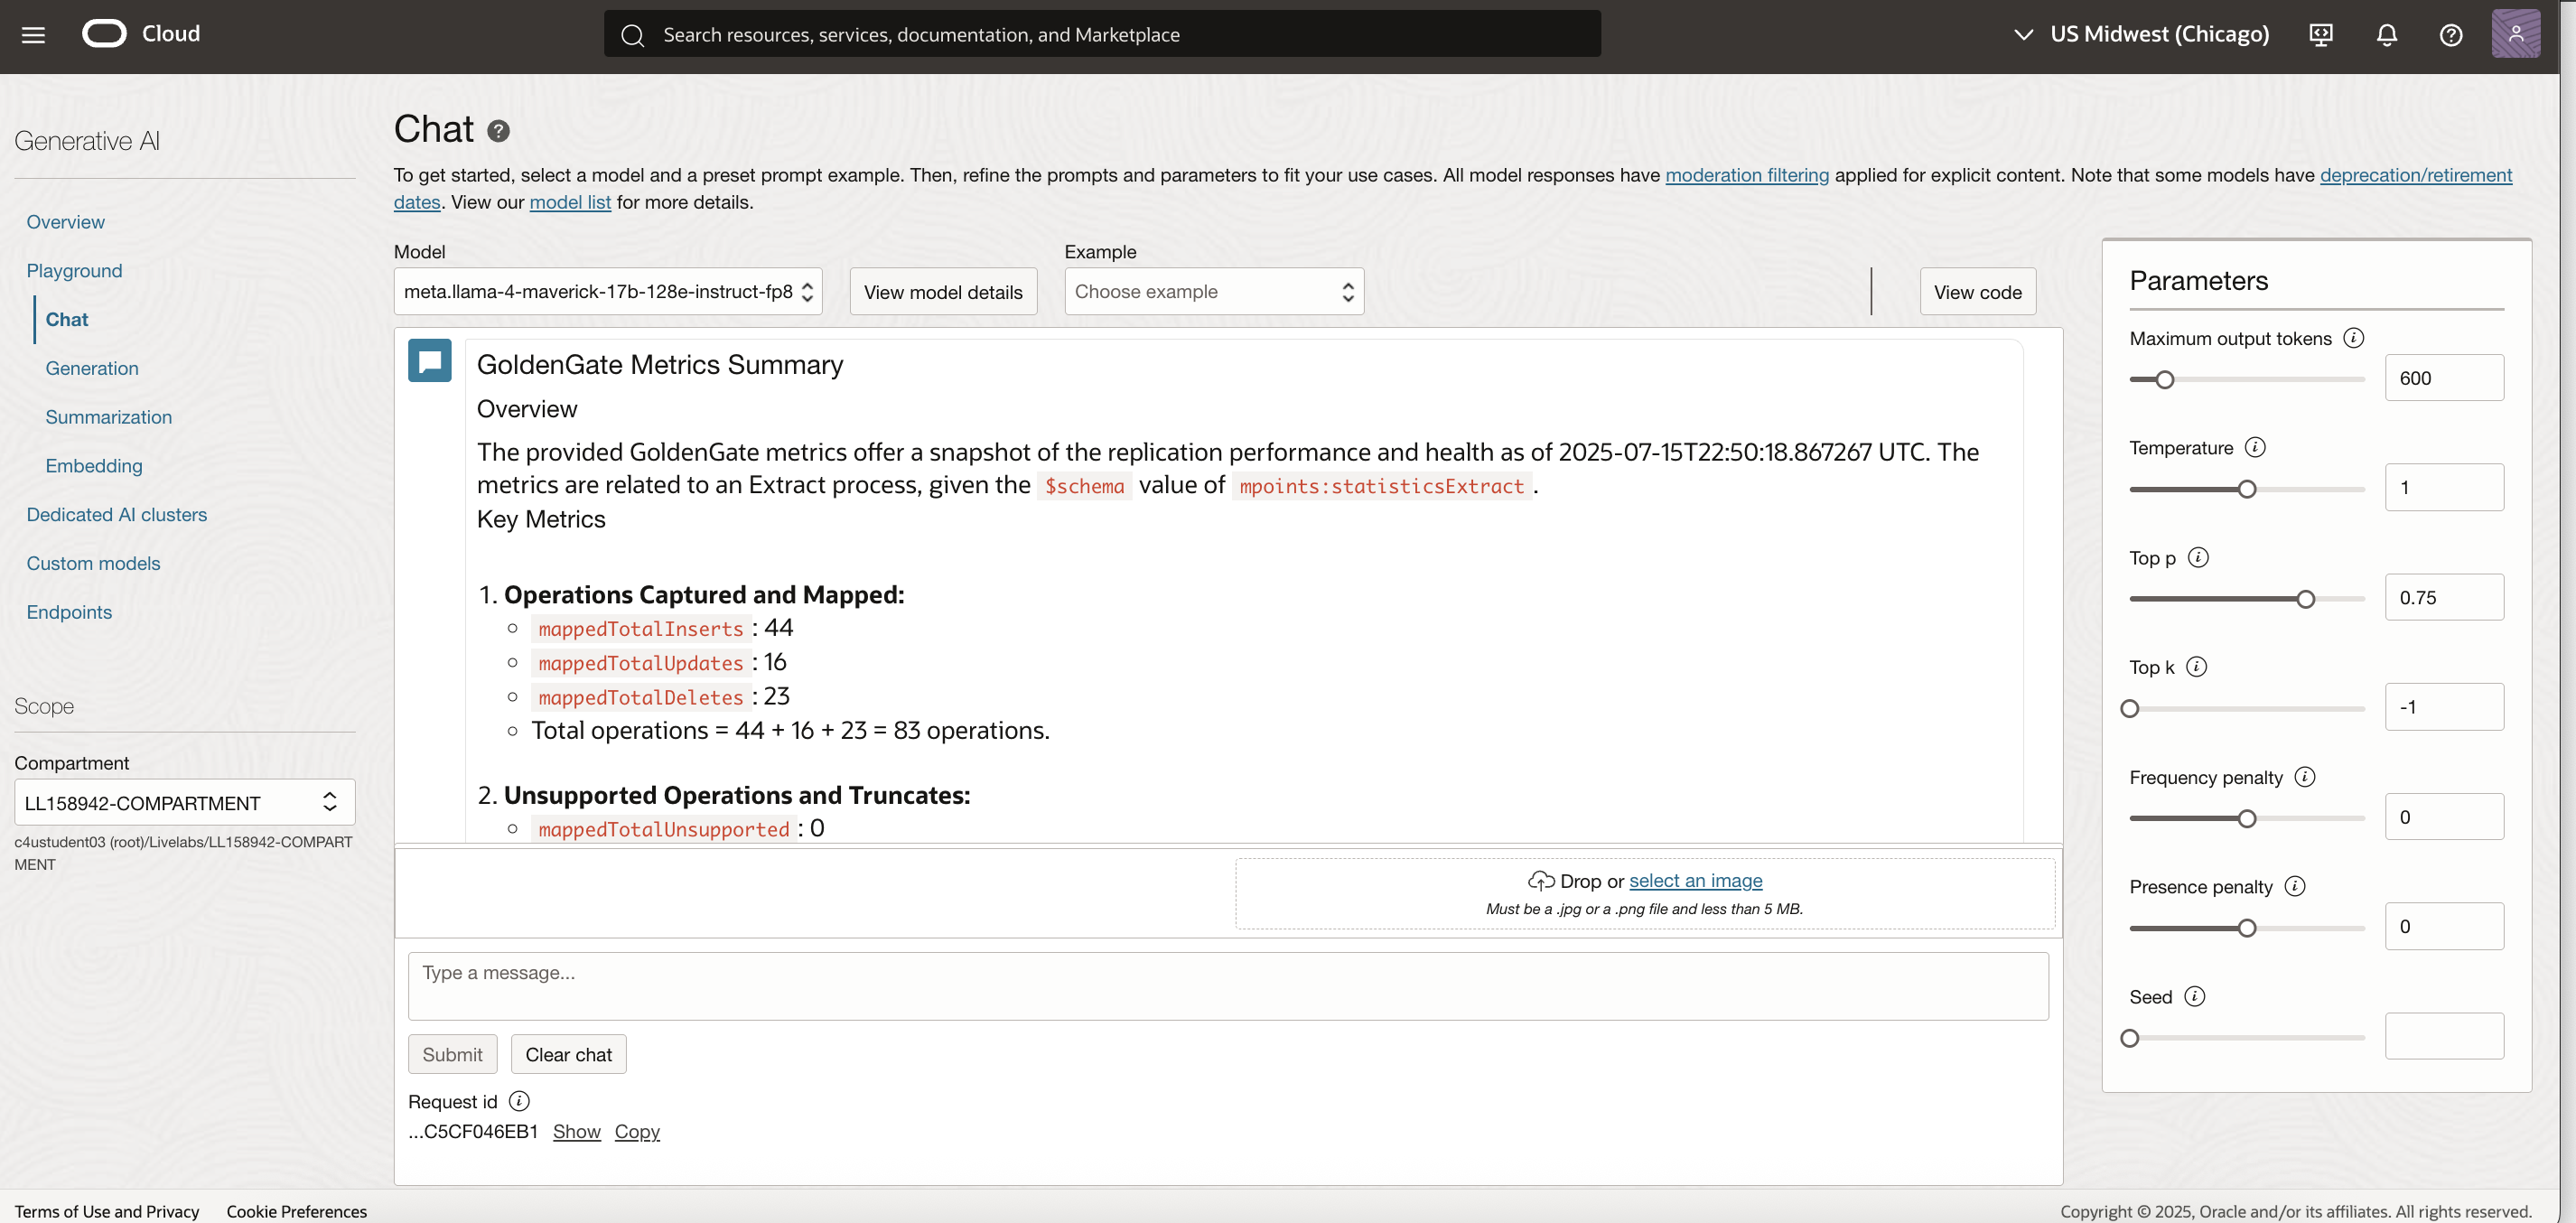 Cloud
Search resources, services, documentation, and Marketplace
US Midwest (Chicago)
Generative AI
Overview
Playground
Chat
Generation
Summarization
Embedding
Dedicated AI clusters
Custom models
Endpoints
Scope
Compartment
LL158942-COMPARTMENT
c4ustudent03 (root)/Livelabs/LL158942-COMPART
MENT
Chat
To get started, select a model and a preset prompt example. Then, refine the prompts and parameters to fit your use cases. All model responses have moderation filtering applied for explicit content. Note that some models have deprecation/retirement
dates. View our model list for more details.
Model
meta.llama-4-maverick-17b-128e-instruct-fp8
View model details
Example
Choose example
View code
GoldenGate Metrics Summary
Overview
The provided GoldenGate metrics offer a snapshot of the replication performance and health as of 2025-07-15T22:50:18.867267 UTC. The
metrics are related to an Extract process, given the $schema value of mpoints:statisticsExtract.
Key Metrics
1. Operations Captured and Mapped:
mappedTotalInserts: 44
mappedTotalUpdates: 16
mappedTotalDeletes: 23
Total operations = 44 + 16 + 23 = 83 operations.
2. Unsupported Operations and Truncates:
mappedTotalUnsupported: 0
Drop or select an image
Must be a .jpg or a .png file and less than 5 MB.
Type a message...
Submit
Clear chat
Request id
...C5CF046EB1 Show Copy
Parameters
Maximum output tokens
600
Temperature
1
Top p
0.75
Top k
-1
Frequency penalty
0
Presence penalty
0
Seed
Terms of Use and Privacy
Cookie Preferences
Copyright © 2025, Oracle and/or its affiliates. All rights reserved.